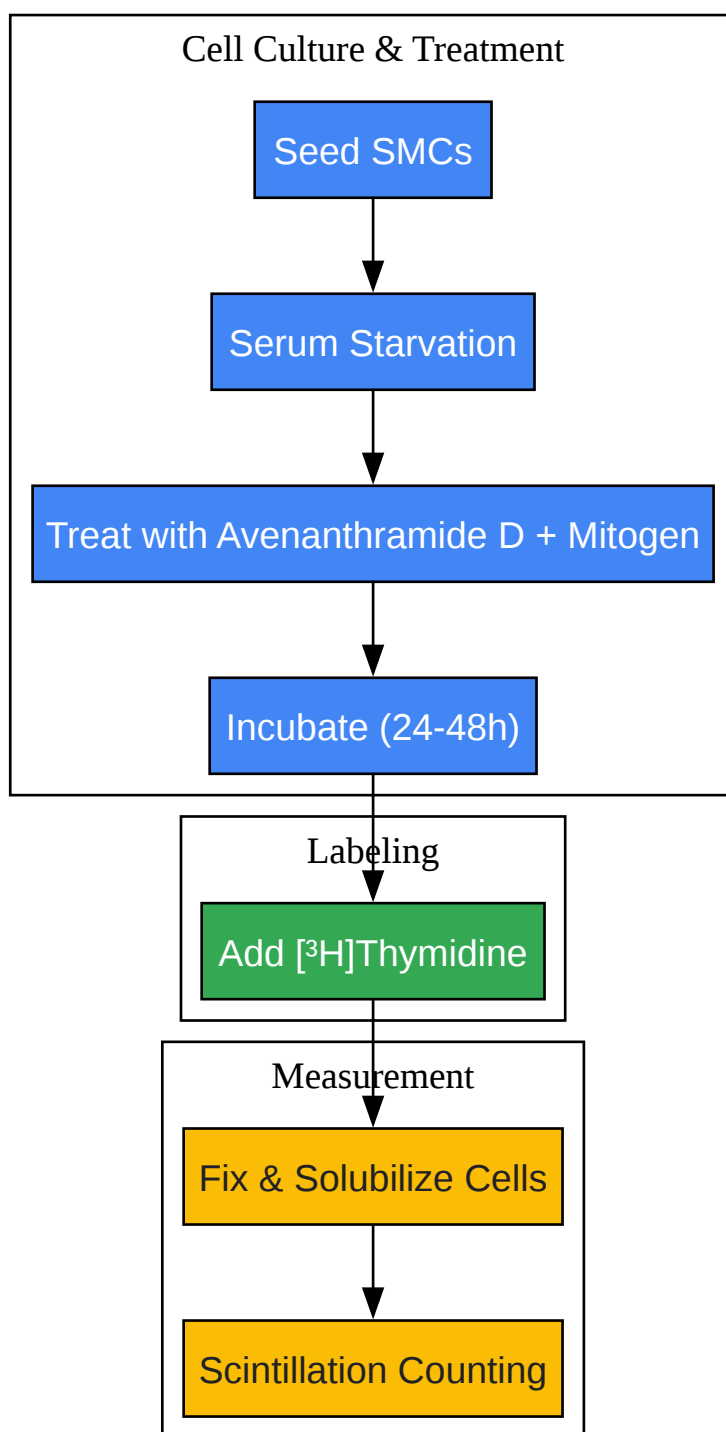 Cell Culture & Treatment
Seed SMCs
Serum Starvation
Treat with Avenanthramide D + Mitogen
Incubate (24-48h)
Labeling
Add [³H]Thymidine
Measurement
Fix & Solubilize Cells
Scintillation Counting